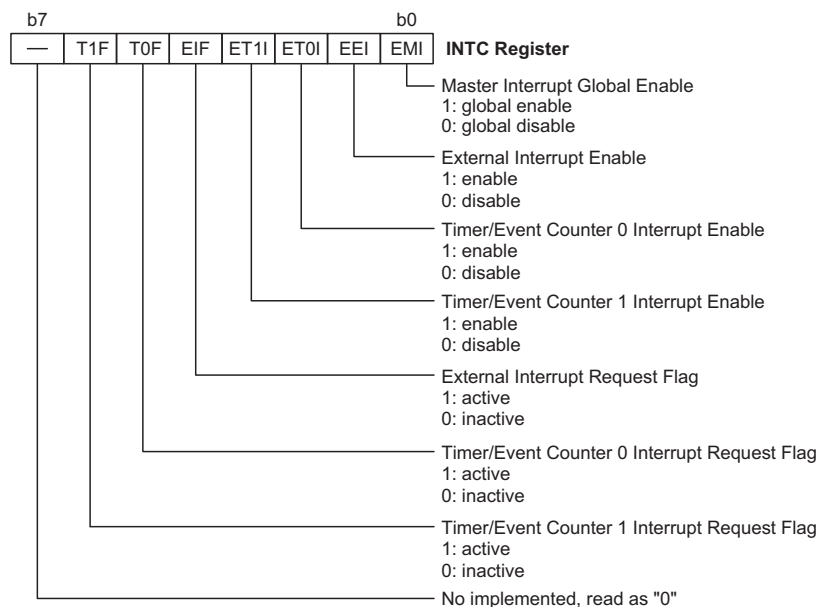 b7 b0
— T1F T0F EIF ET1I ET0I EEI EMI INTC Register
Master Interrupt Global Enable
1: global enable
0: global disable
External Interrupt Enable
1: enable
0: disable
Timer/Event Counter 0 Interrupt Enable
1: enable
0: disable
Timer/Event Counter 1 Interrupt Enable
1: enable
0: disable
External Interrupt Request Flag
1: active
0: inactive
Timer/Event Counter 0 Interrupt Request Flag
1: active
0: inactive
Timer/Event Counter 1 Interrupt Request Flag
1: active
0: inactive
No implemented, read as "0"